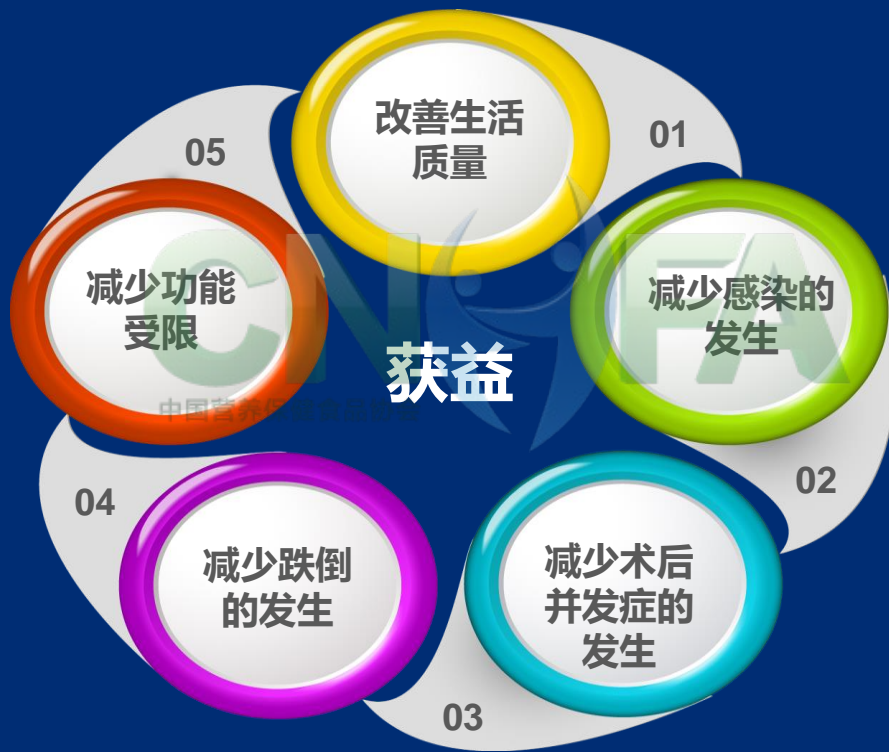 改善生活
质量
01
减少感染的
发生
02
减少术后
并发症的
发生
03
减少跌倒
的发生
04
减少功能
受限
05
获益
CN FA